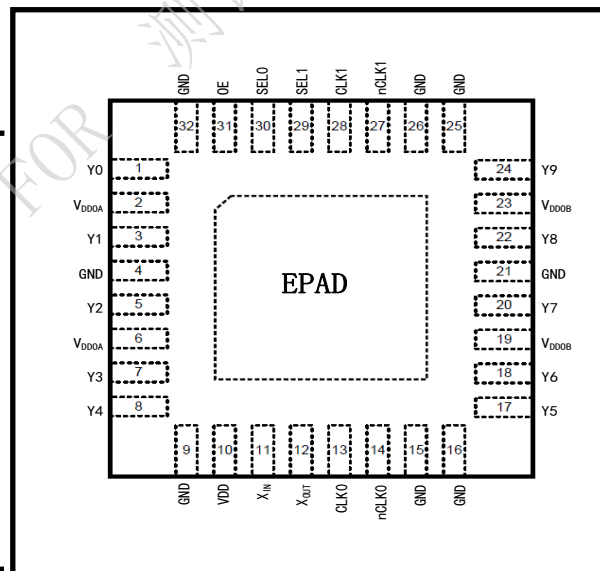 FOR 测
GND OE SEL0 SEL1 CLK1 nCLK1 GND GND
32 31 30 29 28 27 26 25
Y0 1 24 Y9
VDDOA 2 23 VDDOB
Y1 3 22 Y8
GND 4 21 GND
EPAD
Y2 5 20 Y7
VDDOA 6 19 VDDOB
Y3 7 18 Y6
Y4 8 17 Y5
9 10 11 12 13 14 15 16
GND VDD XIN XOUT CLK0 nCLK0 GND GND